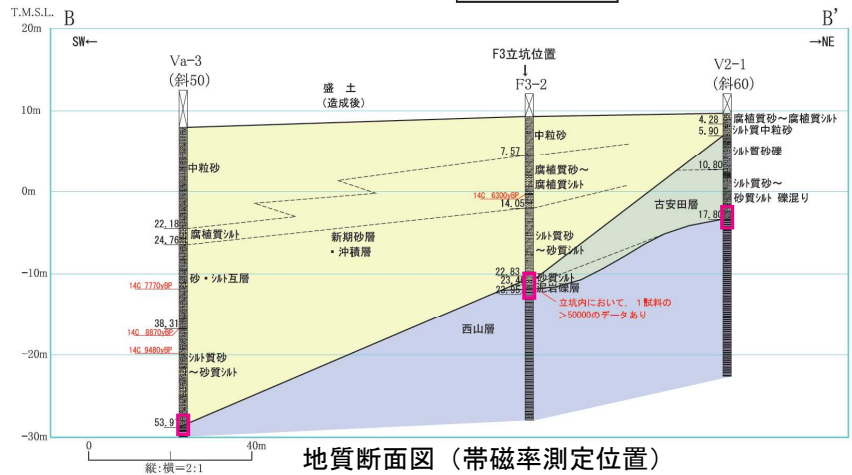 T.M.S.L.
20m
10m
0m
-10m
-20m
-30m
B
SW←
B'
→NE
Va-3
(斜50)
盛 土
(造成後)
F3立坑位置
↓
F3-2
V2-1
(斜60)
中粒砂
22.18
腐植質シルト
24.76
砂・シルト互層
14C 7770yBP
38.31
14C 8870yBP
14C 9480yBP
シルト質砂
~砂質シルト
新期砂層
・沖積層
中粒砂
7.57
腐植質砂~
腐植質シルト
14C 6300yBP
14.05
シルト質砂
~砂質シルト
22.83
砂質シルト
泥岩礫層
23.95
立坑内において、1試料の
>50000のデータあり
西山層
古安田層
4.28
腐植質砂~腐植質シルト
5.90
シルト質中粒砂
シルト質砂礫
10.80
シルト質砂~
砂質シルト 礫混り
17.80
0
40m
縦:横=2:1
地質断面図(帯磁率測定位置)